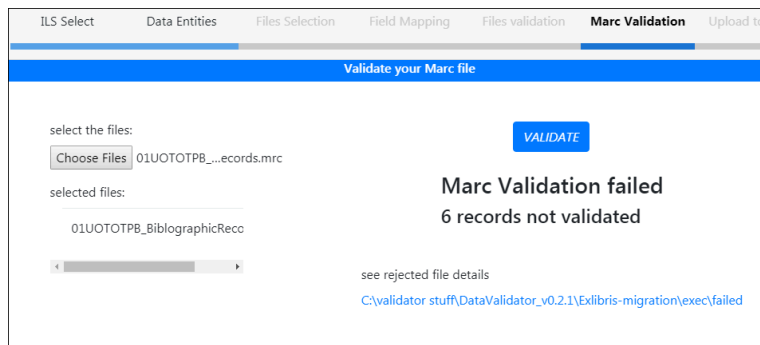 ILS Select Data Entities Files Selection Field Mapping Files validation Marc Validation Upload to
Validate your Marc file
select the files:
Choose Files 01UOTOTPB_...ecords.mrc
selected files:
01UOTOTPB_BiblographicReco
VALIDATE
Marc Validation failed
6 records not validated
see rejected file details
C:\validator stuff\DataValidator_v0.2.1\Exlibris-migration\exec\failed